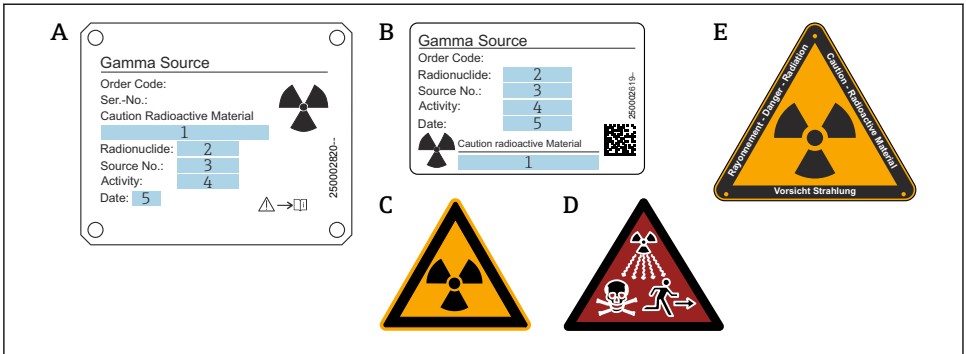 A
Gamma Source
Order Code:
Ser.-No.:
Caution Radioactive Material
1
Radionuclide: 2
Source No.: 3
Activity: 4
Date: 5
250002820--
B
Gamma Source
Order Code:
Radionuclide: 2
Source No.: 3
Activity: 4
Date: 5
Caution radioactive Material
1
250002619-
C
D
E
Rayonnement - Danger - Radiation
Caution - Radioactive Material
Vorsicht Strahlung